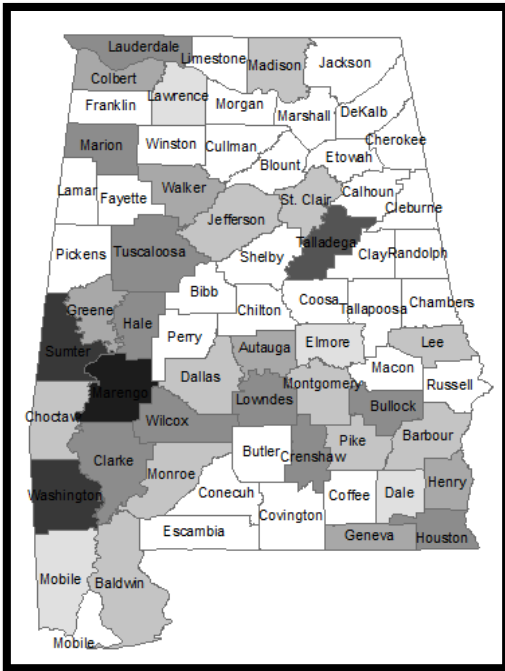 Lauderdale
Limestone
Madison
Jackson
Colbert
Franklin
Lawrence
Morgan
Marshall
DeKalb
Cherokee
Marion
Winston
Cullman
Blount
Etowah
Lamar
Fayette
Walker
Jefferson
St. Clair
Calhoun
Cleburne
Pickens
Tuscaloosa
Shelby
Talladega
Clay
Randolph
Bibb
Chilton
Coosa
Tallapoosa
Chambers
Greene
Hale
Perry
Sumter
Autauga
Elmore
Lee
Macon
Russell
Marengo
Dallas
Montgomery
Choctaw
Wilcox
Lowndes
Bullock
Barbour
Clarke
Butler
Crenshaw
Pike
Monroe
Washington
Conecuh
Coffee
Dale
Henry
Covington
Escambia
Geneva
Houston
Mobile
Baldwin
Mobile